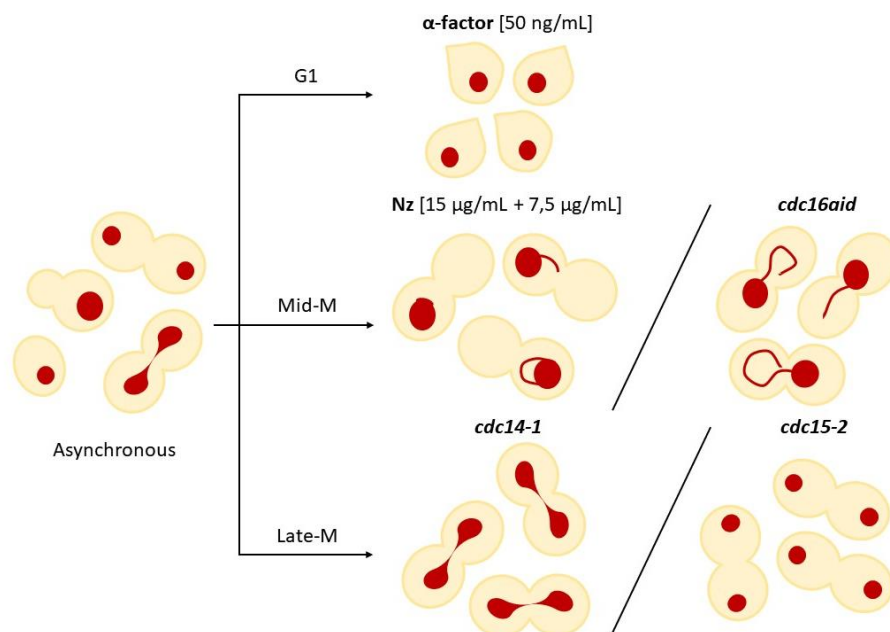 α-factor [50 ng/mL]
G1
Nz [15 µg/mL + 7,5 µg/mL]
cdc16aid
Mid-M
Asynchronous
cdc14-1
cdc15-2
Late-M